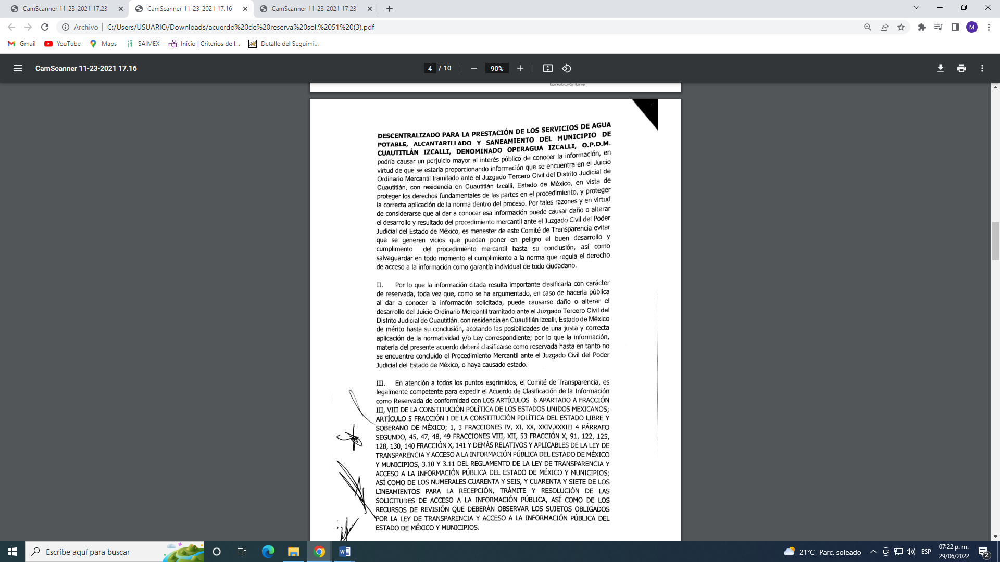 CamScanner 11-23-2021 17.23
CamScanner 11-23-2021 17.16
CamScanner 11-23-2021 17.23
Archivo
C:/Users/USUARIO/Downloads/acuerdo%20de%20reserva%20sol.%2051%20(3).pdf
M
Gmail
YouTube
Maps
SAIMEX
Inicio | Criterios de I...
Detalle del Seguimi...
CamScanner 11-23-2021 17.16
4 / 10
90%
Escaneado con CamScanner
DESCENTRALIZADO PARA LA PRESTACIÓN DE LOS SERVICIOS DE AGUA
POTABLE, ALCANTARILLADO Y SANEAMIENTO DEL MUNICIPIO DE
CUAUTITLÁN IZCALLI, DENOMINADO OPERAGUA IZCALLI, O.P.D.M.
podría causar un perjuicio mayor al interés público de conocer la información, en
virtud de que se estaría proporcionando información que se encuentra en el Juicio
Ordinario Mercantil tramitado ante el Juzgado Tercero Civil del Distrito Judicial de
Cuautitlán, con residencia en Cuautitlán Izcalli, Estado de México, en vista de
proteger los derechos fundamentales de las partes en el procedimiento, y proteger
la correcta aplicación de la norma dentro del proceso. Por tales razones y en virtud
de considerarse que al dar a conocer esa información puede causar daño o alterar
el desarrollo y resultado del procedimiento mercantil ante el Juzgado Civil del Poder
Judicial del Estado de México, es menester de este Comité de Transparencia evitar
que se generen vicios que puedan poner en peligro el buen desarrollo y
cumplimento del procedimiento mercantil hasta su conclusión, así como
salvaguardar en todo momento el cumplimiento a la norma que regula el derecho
de acceso a la información como garantía individual de todo ciudadano.
II. Por lo que la información citada resulta importante clasificarla con carácter
de reservada, toda vez que, como se ha argumentado, en caso de hacerla pública
al dar a conocer la información solicitada, puede causarse daño o alterar el
desarrollo del Juicio Ordinario Mercantil tramitado ante el Juzgado Tercero Civil del
Distrito Judicial de Cuautitlán, con residencia en Cuautitlán Izcalli, Estado de México
de mérito hasta su conclusión, acotando las posibilidades de una justa y correcta
aplicación de la normatividad y/o Ley correspondiente; por lo que la información,
materia del presente acuerdo deberá clasificarse como reservada hasta en tanto no
se encuentre concluido el Procedimiento Mercantil ante el Juzgado Civil del Poder
Judicial del Estado de México, o haya causado estado.
III. En atención a todos los puntos esgrimidos, el Comité de Transparencia, es
legalmente competente para expedir el Acuerdo de Clasificación de la Información
como Reservada de conformidad con LOS ARTÍCULOS 6 APARTADO A FRACCIÓN
III, VIII DE LA CONSTITUCIÓN POLÍTICA DE LOS ESTADOS UNIDOS MEXICANOS;
ARTÍCULO 5 FRACCIÓN I DE LA CONSTITUCIÓN POLÍTICA DEL ESTADO LIBRE Y
SOBERANO DE MÉXICO; 1, 3 FRACCIONES IV, XI, XX, XXIV,XXXIII 4 PÁRRAFO
SEGUNDO, 45, 47, 48, 49 FRACCIONES VIII, XII, 53 FRACCIÓN X, 91, 122, 125,
128, 130, 140 FRACCIÓN X, 141 Y DEMÁS RELATIVOS Y APLICABLES DE LA LEY DE
TRANSPARENCIA Y ACCESO A LA INFORMACIÓN PÚBLICA DEL ESTADO DE MÉXICO
Y MUNICIPIOS, 3.10 Y 3.11 DEL REGLAMENTO DE LA LEY DE TRANSPARENCIA Y
ACCESO A LA INFORMACIÓN PÚBLICA DEL ESTADO DE MÉXICO Y MUNICIPIOS;
ASÍ COMO DE LOS NUMERALES CUARENTA Y SEIS, Y CUARENTA Y SIETE DE LOS
LINEAMIENTOS PARA LA RECEPCIÓN, TRÁMITE Y RESOLUCIÓN DE LAS
SOLICITUDES DE ACCESO A LA INFORMACIÓN PÚBLICA, ASÍ COMO DE LOS
RECURSOS DE REVISIÓN QUE DEBERÁN OBSERVAR LOS SUJETOS OBLIGADOS
POR LA LEY DE TRANSPARENCIA Y ACCESO A LA INFORMACIÓN PÚBLICA DEL
ESTADO DE MÉXICO Y MUNICIPIOS.
Escribe aquí para buscar
21°C Parc. soleado
ESP
07:22 p. m.
29/06/2022
2